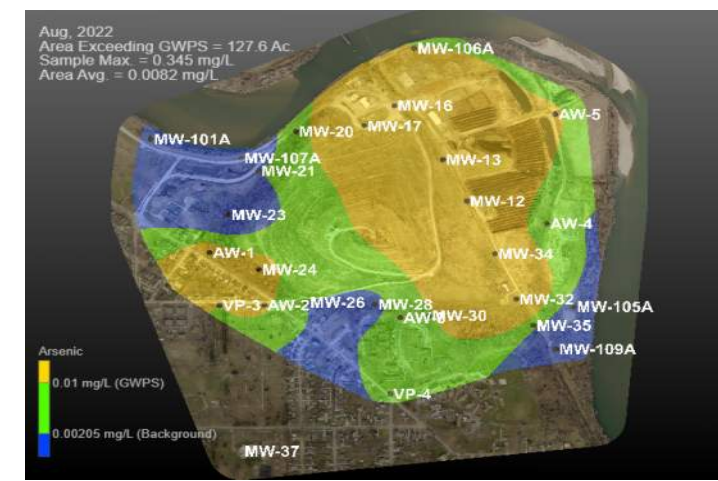 Aug, 2022
Area Exceeding GWPS = 127.6 Ac.
Sample Max. = 0.345 mg/L
Area Avg. = 0.0082 mg/L
MW-106A
MW-16
AW-5
MW-17
MW-20
MW-101A
MW-107A
MW-13
MW-21
MW-12
MW-23
AW-4
AW-1
MW-34
MW-24
MW-32
VP-3
AW-2
MW-26
MW-28
MW-105A
MW-30
MW-35
MW-109A
Arsenic
0.01 mg/L (GWPS)
VP-4
0.00205 mg/L (Background)
MW-37